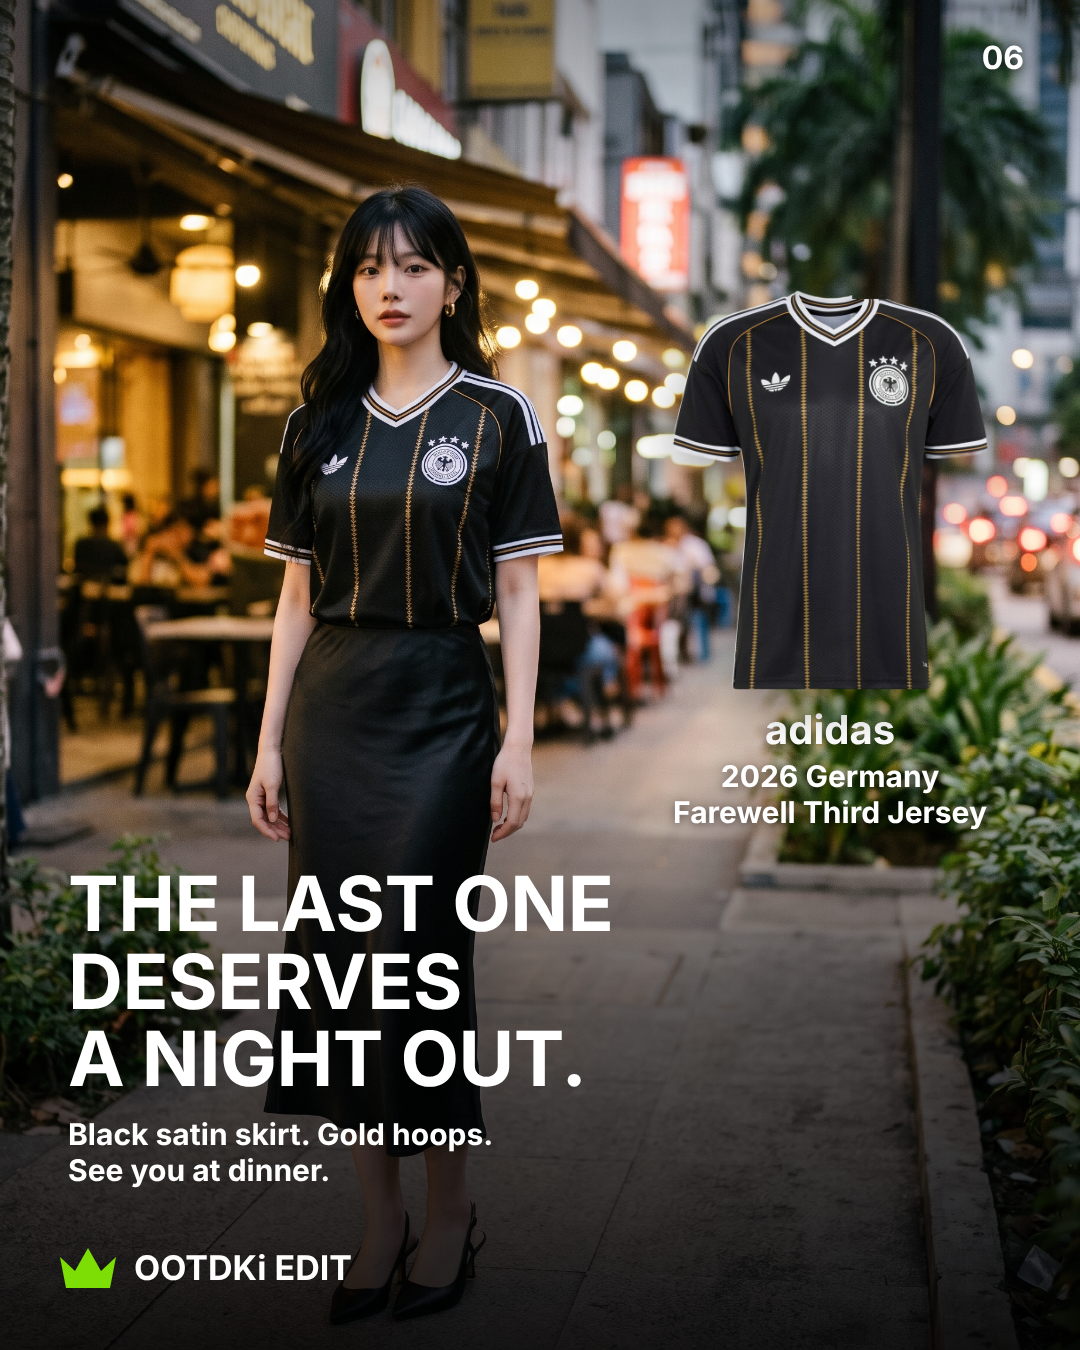 06
adidas
2026 Germany
Farewell Third Jersey
THE LAST ONE
DESERVES
A NIGHT OUT.
Black satin skirt. Gold hoops.
See you at dinner.
OOTDKi EDIT